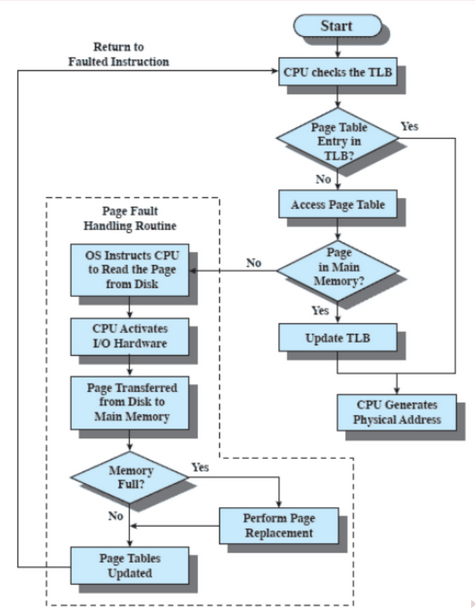 Start
Return to
Faulted Instruction
CPU checks the TLB
Page Table
Entry in
TLB?
Yes
No
Access Page Table
Page Fault
Handling Routine
OS Instructs CPU
to Read the Page
from Disk
No
Page
in Main
Memory?
Yes
CPU Activates
I/O Hardware
Update TLB
Page Transferred
from Disk to
Main Memory
CPU Generates
Physical Address
Memory
Full?
Yes
No
Perform Page
Replacement
Page Tables
Updated